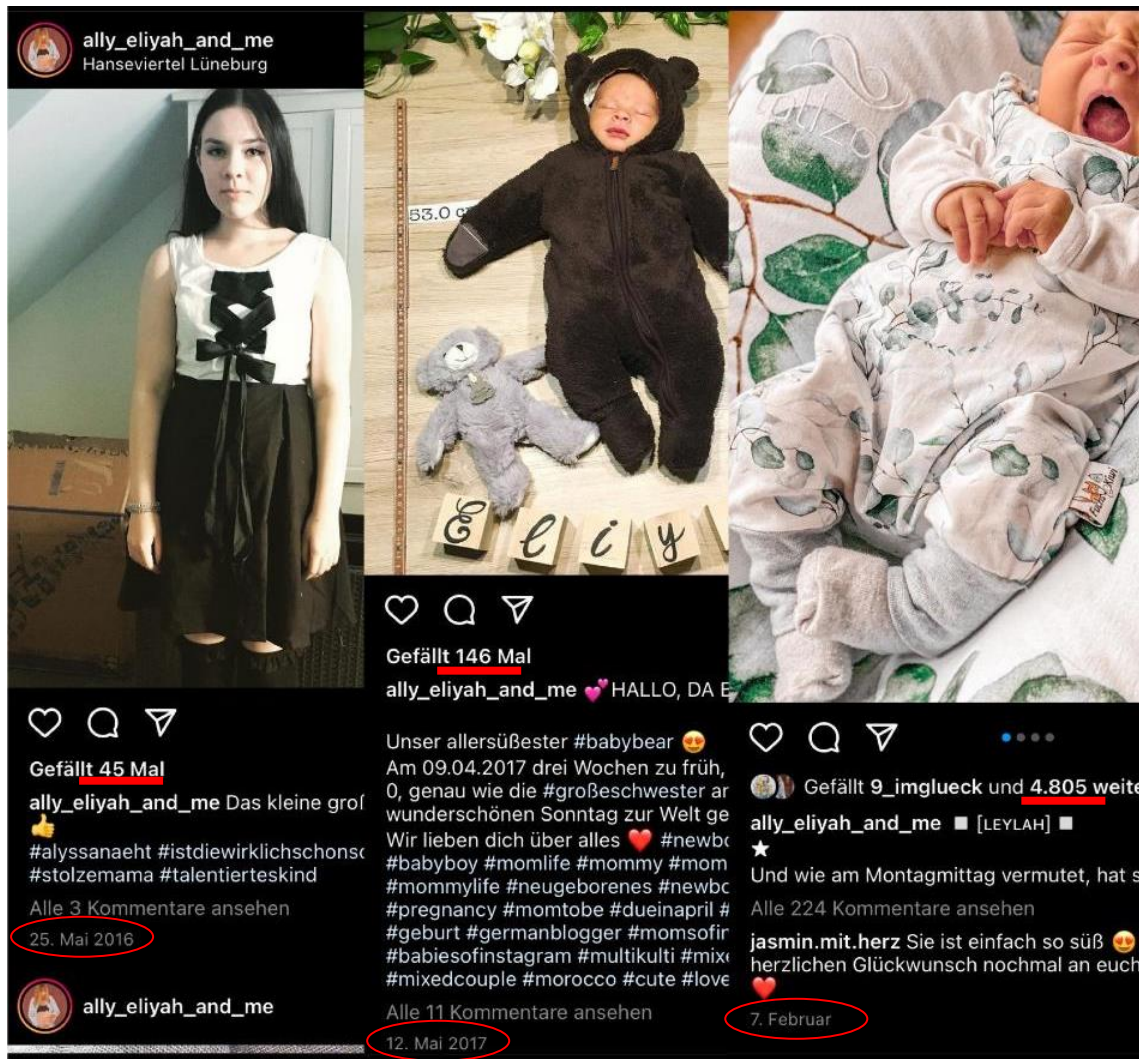 ally_eliyah_and_me
Hanseviertel Lüneburg
Gefällt 45 Mal
ally_eliyah_and_me Das kleine groß
👍
#alyssanaeht #istdiewirklichschonso
#stolzemama #talentierteskind
Alle 3 Kommentare ansehen
25. Mai 2016
ally_eliyah_and_me
53.0
E l i y
Gefällt 146 Mal
ally_eliyah_and_me 💕 HALLO, DA
Unser allersüßester #babybear 😍
Am 09.04.2017 drei Wochen zu früh,
0, genau wie die #großeschwester
wunderschönen Sonntag zur Welt ge
Wir lieben dich über alles ❤️ #newbo
#babyboy #momlife #mommy #mom
#mommylife #neugeborenes #newbo
#pregnancy #momtobe #dueinapril #
#geburt #germanblogger #momsofin
#babiesofinstagram #multikulti #mixe
#mixedcouple #morocco #cute #love
Alle 11 Kommentare ansehen
12. Mai 2017
Gefällt 9_imglueck und 4.805 weite
ally_eliyah_and_me ◽ [LEYLAH] ◽
★
Und wie am Montagmittag vermutet, hat s
Alle 224 Kommentare ansehen
jasmin.mit.herz Sie ist einfach so süß 😍
herzlichen Glückwunsch nochmal an euch
❤️
7. Februar